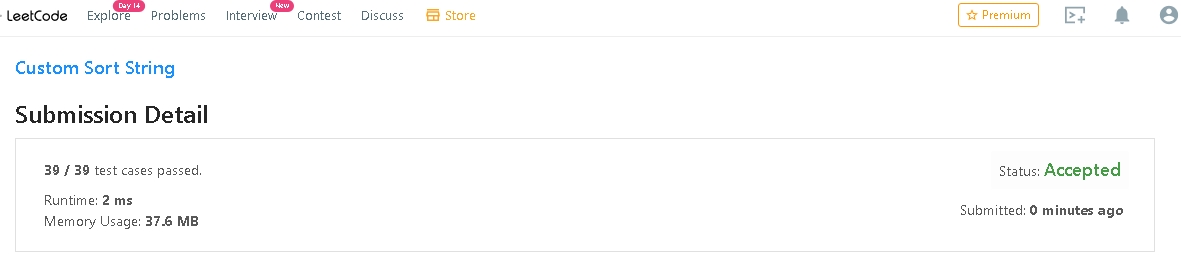 Day 14 New
LeetCode Explore Problems Interview Contest Discuss Store Premium
Custom Sort String
Submission Detail
39 / 39 test cases passed.
Status: Accepted
Runtime: 2 ms
Submitted: 0 minutes ago
Memory Usage: 37.6 MB